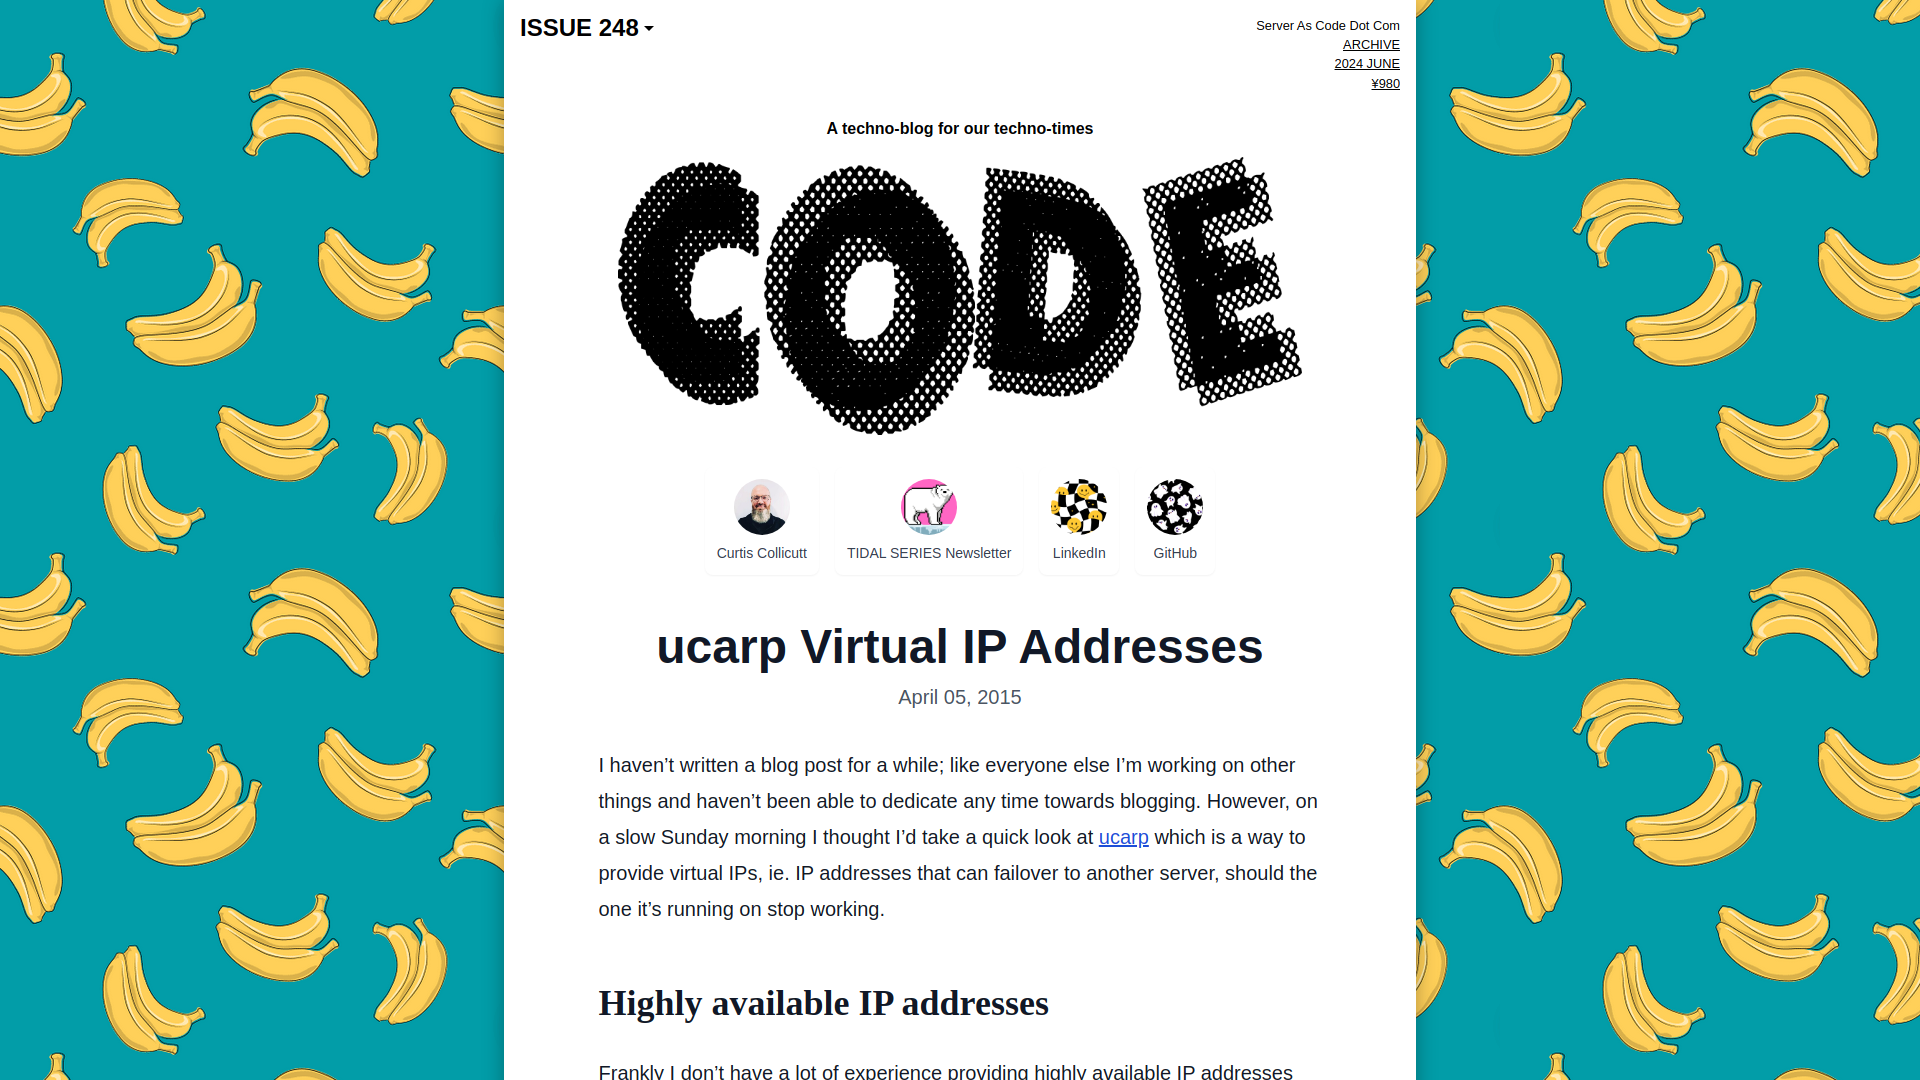 ISSUE 248
Server As Code Dot Com
ARCHIVE
2024 JUNE
¥980
A techno-blog for our techno-times
CODE
Curtis Collicutt
TIDAL SERIES Newsletter
LinkedIn
GitHub
ucarp Virtual IP Addresses
April 05, 2015
I haven’t written a blog post for a while; like everyone else I’m working on other
things and haven’t been able to dedicate any time towards blogging. However, on
a slow Sunday morning I thought I’d take a quick look at ucarp which is a way to
provide virtual IPs, ie. IP addresses that can failover to another server, should the
one it’s running on stop working.
Highly available IP addresses
Frankly I don’t have a lot of experience providing highly available IP addresses